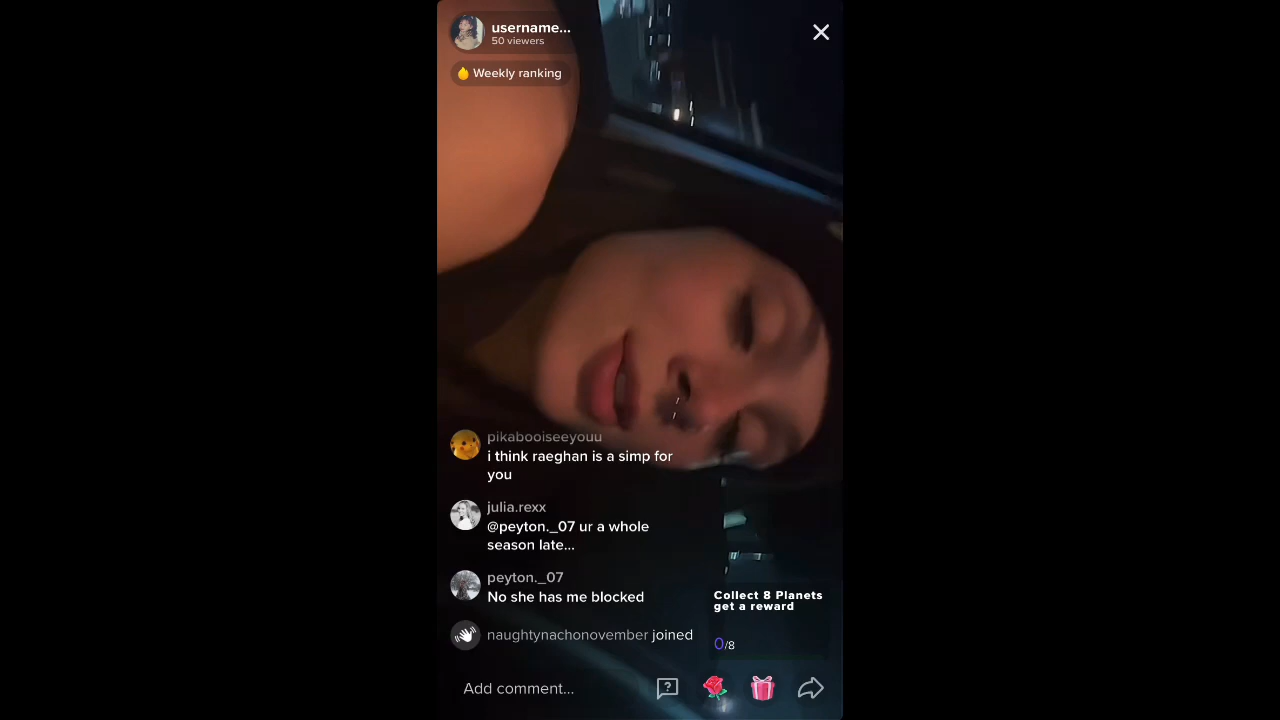 username...
50 viewers
Weekly ranking
pikabooiseeyouu
i think raeghan is a simp for
you
julia.rexx
@peyton._07 ur a whole
season late...
peyton._07
No she has me blocked
naughtynachonovember joined
Collect 8 Planets
get a reward
0/8
Add comment...